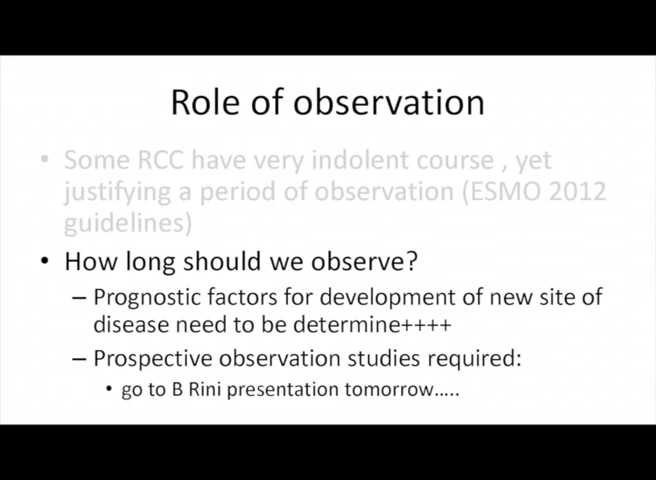 Role of observation
• Some RCC have very indolent course , yet
justifying a period of observation (ESMO 2012
guidelines)
• How long should we observe?
– Prognostic factors for development of new site of
disease need to be determine++++
– Prospective observation studies required:
• go to B Rini presentation tomorrow.....